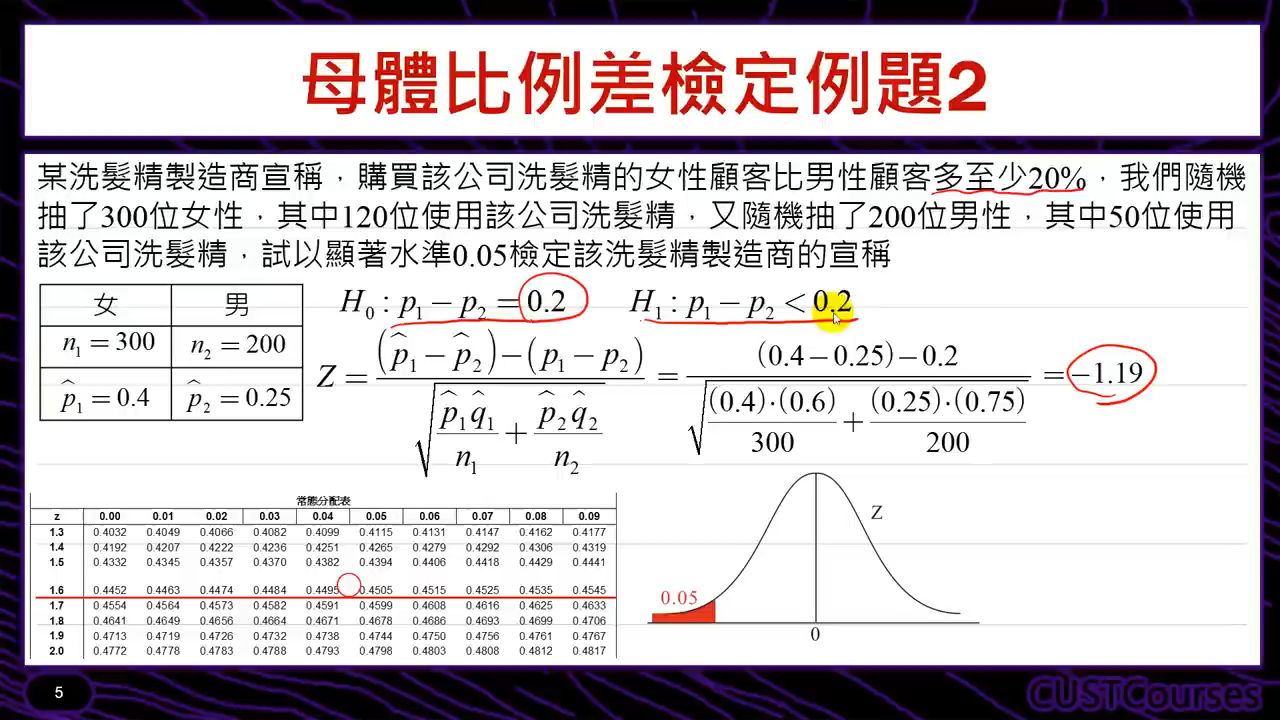 母體比例差檢定例題2
某洗髮精製造商宣稱，購買該公司洗髮精的女性顧客比男性顧客多至少20%，我們隨機
抽了300位女性，其中120位使用該公司洗髮精，又隨機抽了200位男性，其中50位使用
該公司洗髮精，試以顯著水準0.05檢定該洗髮精製造商的宣稱
女 男
n₁ = 300 n₂ = 200
p̂₁ = 0.4 p̂₂ = 0.25
H₀ : p₁ − p₂ = 0.2 H₁ : p₁ − p₂ < 0.2
Z = ((p̂₁ − p̂₂) − (p₁ − p₂)) / √(p̂₁q̂₁/n₁ + p̂₂q̂₂/n₂) = ((0.4 − 0.25) − 0.2) / √((0.4)·(0.6)/300 + (0.25)·(0.75)/200) = −1.19
常態分配表
z 0.00 0.01 0.02 0.03 0.04 0.05 0.06 0.07 0.08 0.09
1.3 0.4032 0.4049 0.4066 0.4082 0.4099 0.4115 0.4131 0.4147 0.4162 0.4177
1.4 0.4192 0.4207 0.4222 0.4236 0.4251 0.4265 0.4279 0.4292 0.4306 0.4319
1.5 0.4332 0.4345 0.4357 0.4370 0.4382 0.4394 0.4406 0.4418 0.4429 0.4441
1.6 0.4452 0.4463 0.4474 0.4484 0.4495 0.4505 0.4515 0.4525 0.4535 0.4545
1.7 0.4554 0.4564 0.4573 0.4582 0.4591 0.4599 0.4608 0.4616 0.4625 0.4633
1.8 0.4641 0.4649 0.4656 0.4664 0.4671 0.4678 0.4686 0.4693 0.4699 0.4706
1.9 0.4713 0.4719 0.4726 0.4732 0.4738 0.4744 0.4750 0.4756 0.4761 0.4767
2.0 0.4772 0.4778 0.4783 0.4788 0.4793 0.4798 0.4803 0.4808 0.4812 0.4817
Z
0.05
0
5
CUSTCourses